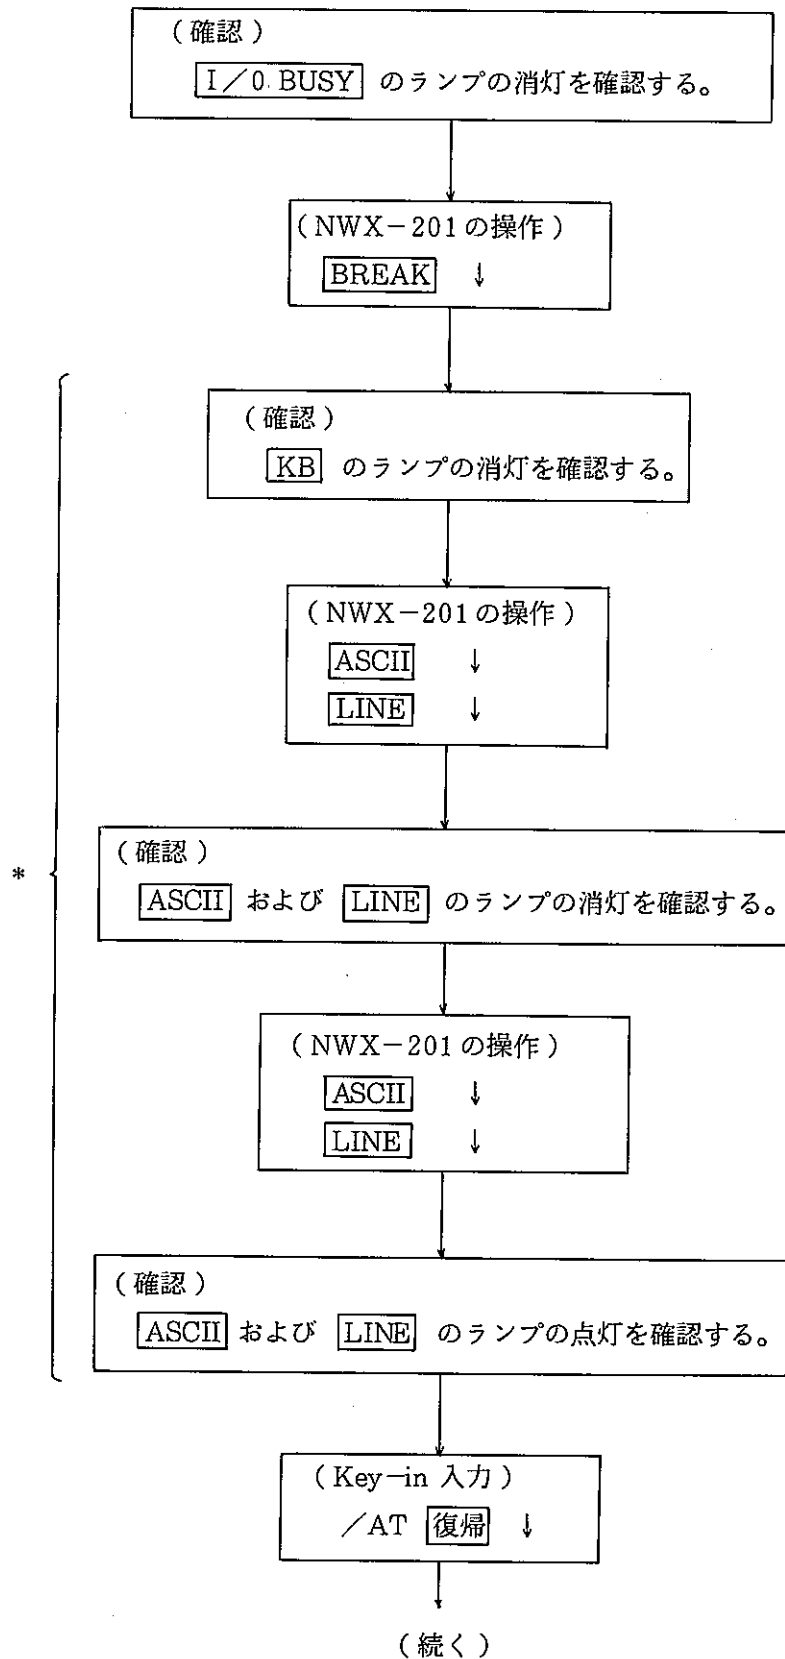 (確認)
I/O BUSY のランプの消灯を確認する。
(NWX-201の操作)
BREAK ↓
(確認)
KB のランプの消灯を確認する。
(NWX-201の操作)
ASCII ↓
LINE ↓
*
(確認)
ASCII および LINE のランプの消灯を確認する。
(NWX-201の操作)
ASCII ↓
LINE ↓
(確認)
ASCII および LINE のランプの点灯を確認する。
(Key-in 入力)
/AT 復帰 ↓
(続く)